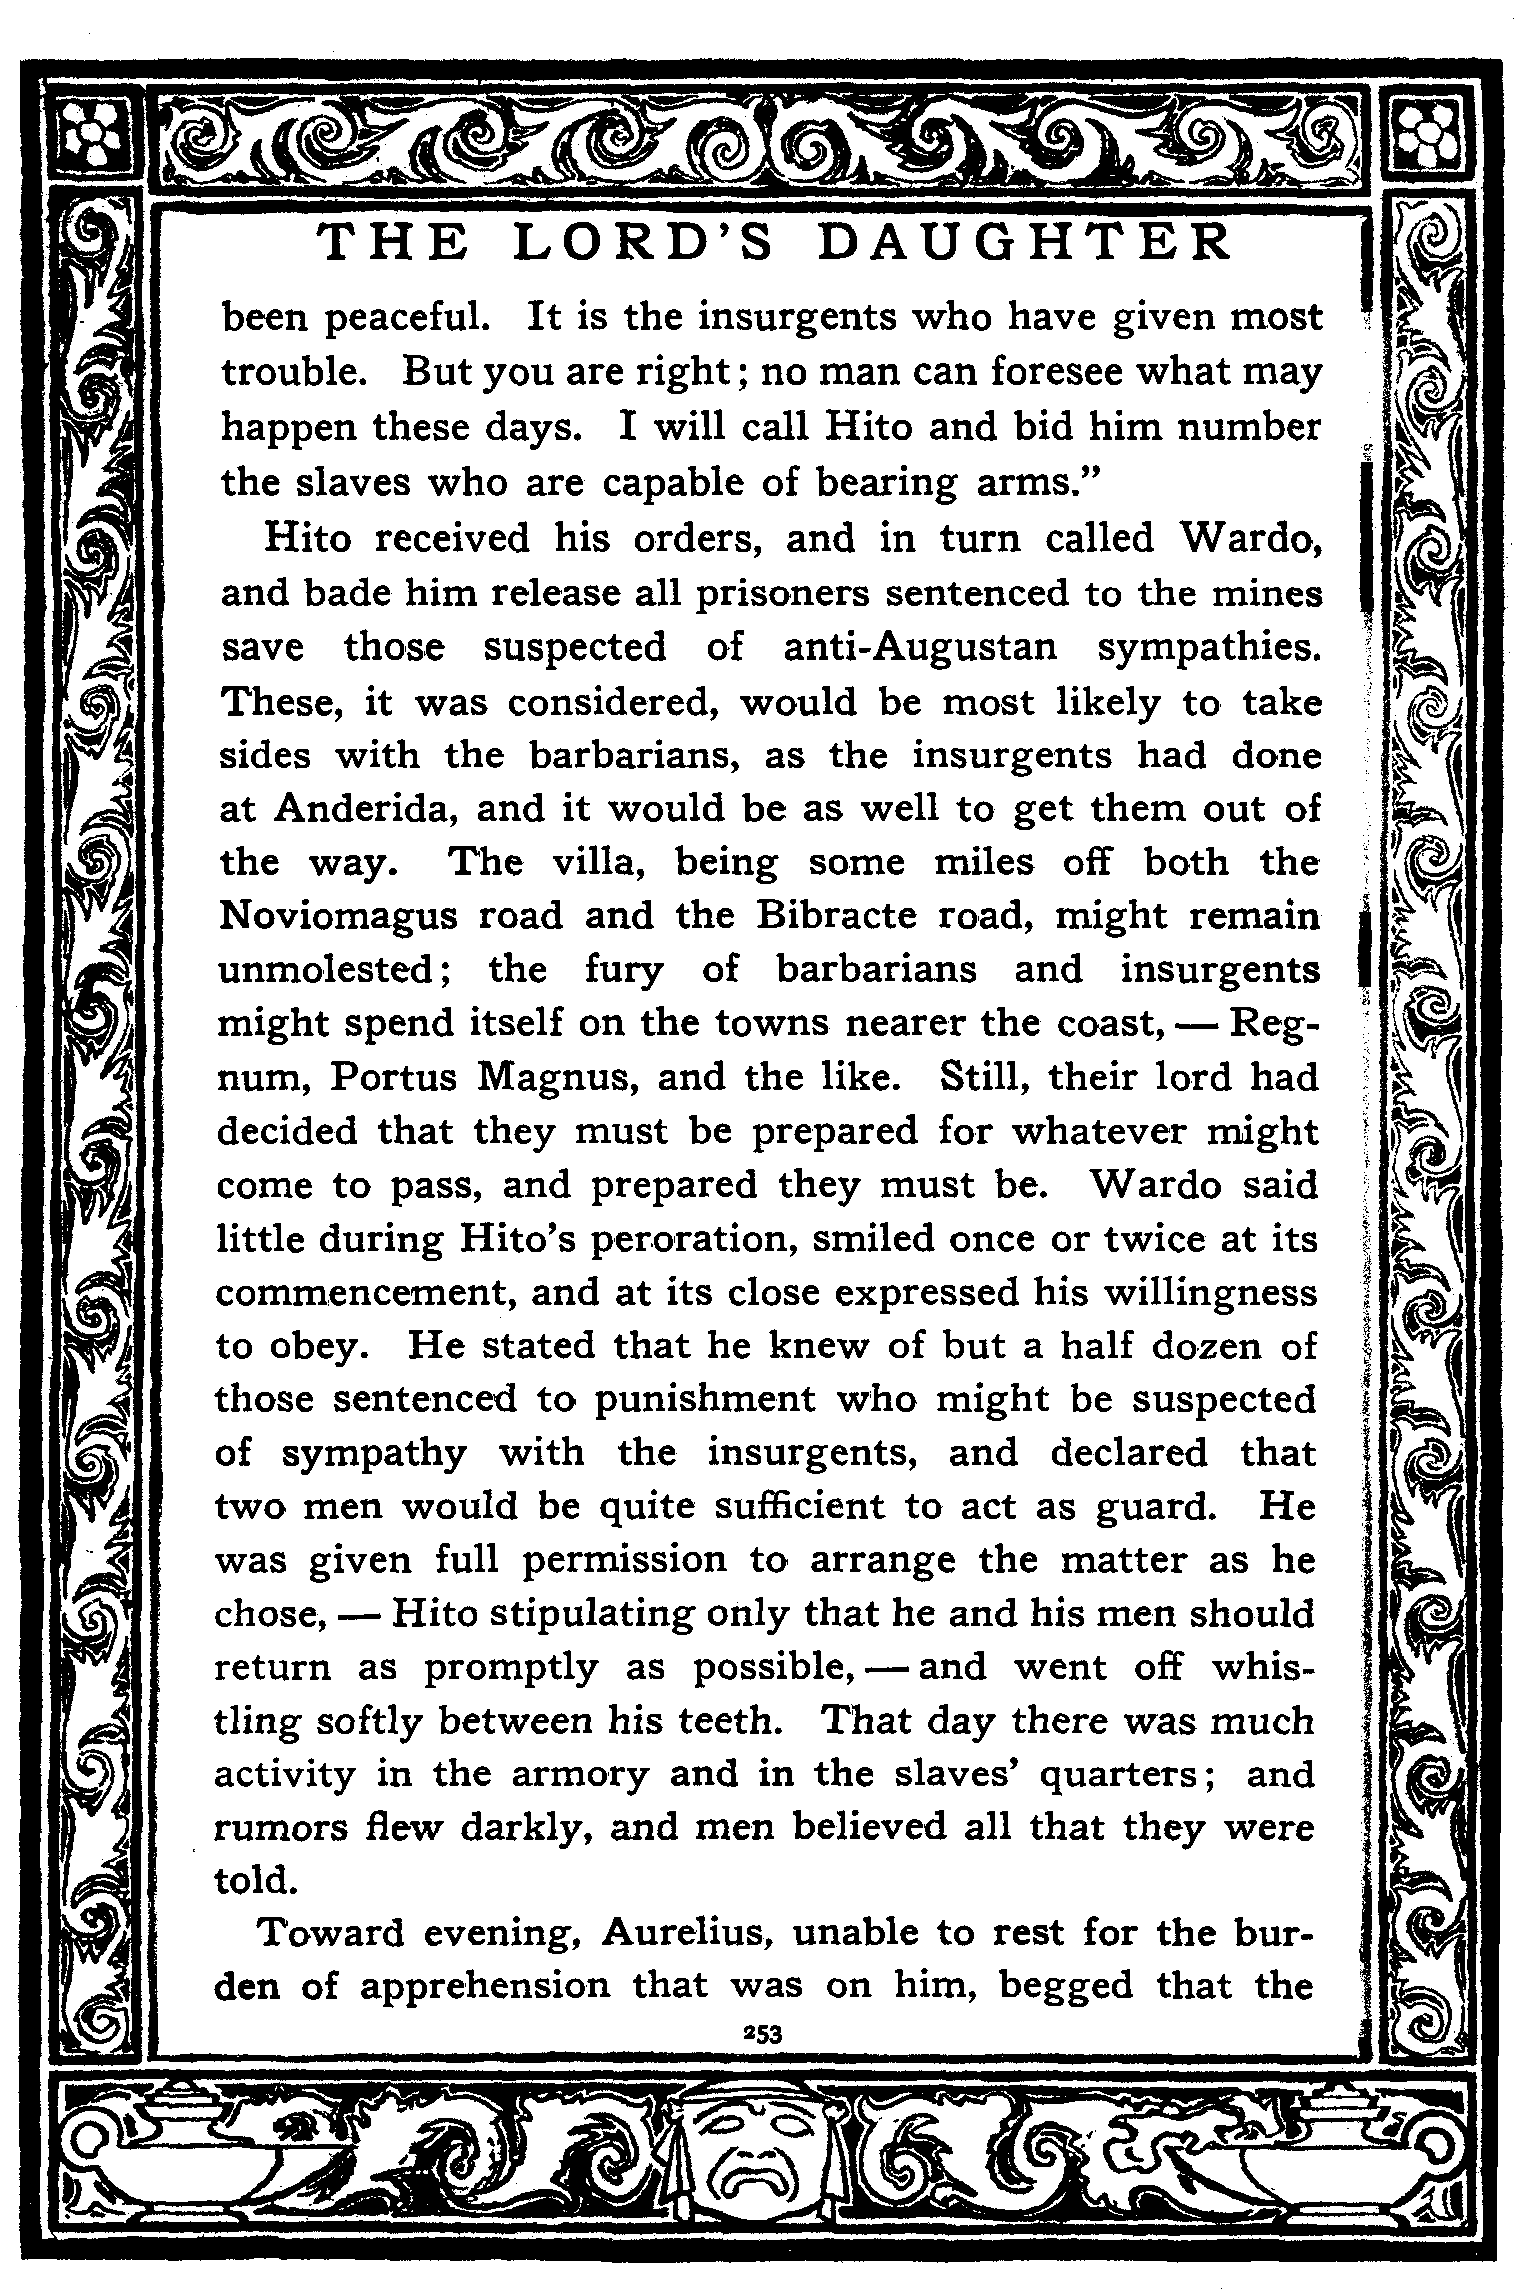 THE LORD'S DAUGHTER
been peaceful. It is the insurgents who have given most
trouble. But you are right; no man can foresee what may
happen these days. I will call Hito and bid him number
the slaves who are capable of bearing arms.”
Hito received his orders, and in turn called Wardo,
and bade him release all prisoners sentenced to the mines
save those suspected of anti-Augustan sympathies.
These, it was considered, would be most likely to take
sides with the barbarians, as the insurgents had done
at Anderida, and it would be as well to get them out of
the way. The villa, being some miles off both the
Noviomagus road and the Bibracte road, might remain
unmolested; the fury of barbarians and insurgents
might spend itself on the towns nearer the coast, — Reg-
num, Portus Magnus, and the like. Still, their lord had
decided that they must be prepared for whatever might
come to pass, and prepared they must be. Wardo said
little during Hito's peroration, smiled once or twice at its
commencement, and at its close expressed his willingness
to obey. He stated that he knew of but a half dozen of
those sentenced to punishment who might be suspected
of sympathy with the insurgents, and declared that
two men would be quite sufficient to act as guard. He
was given full permission to arrange the matter as he
chose, — Hito stipulating only that he and his men should
return as promptly as possible, — and went off whis-
tling softly between his teeth. That day there was much
activity in the armory and in the slaves' quarters; and
rumors flew darkly, and men believed all that they were
told.
Toward evening, Aurelius, unable to rest for the bur-
den of apprehension that was on him, begged that the
253